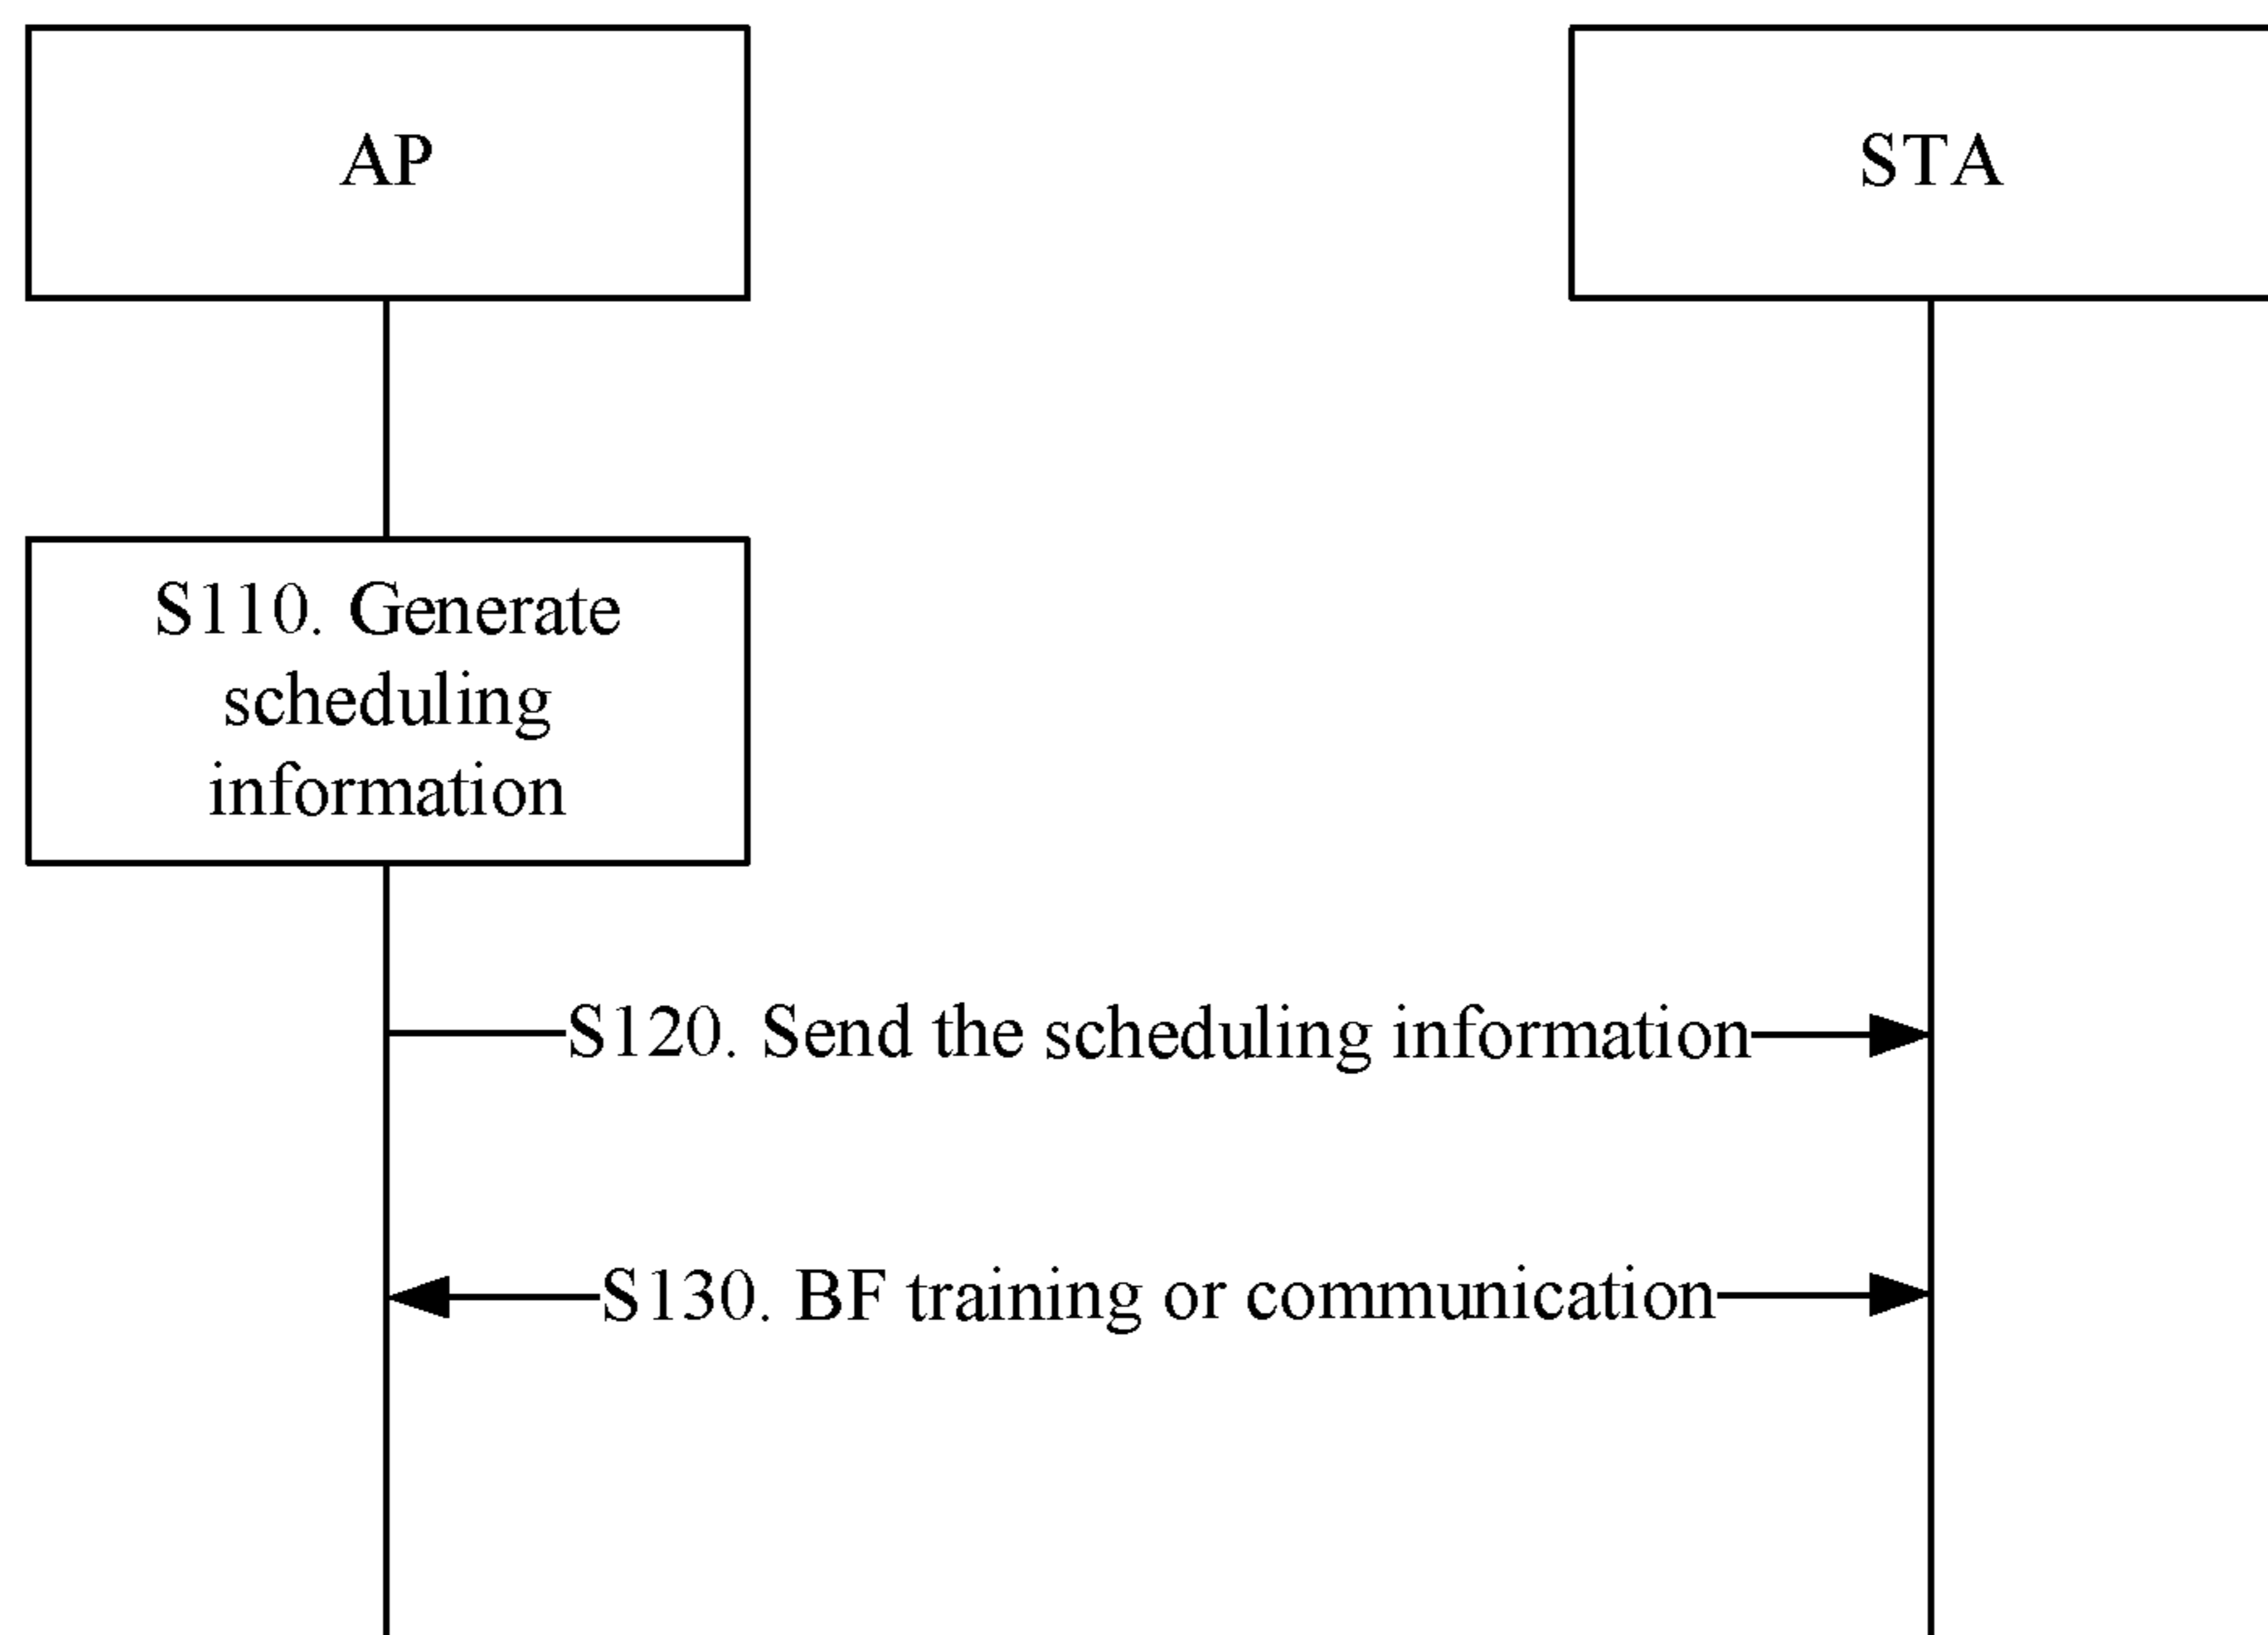 AP
STA
S110. Generate
scheduling
information
S120. Send the scheduling information
S130. BF training or communication